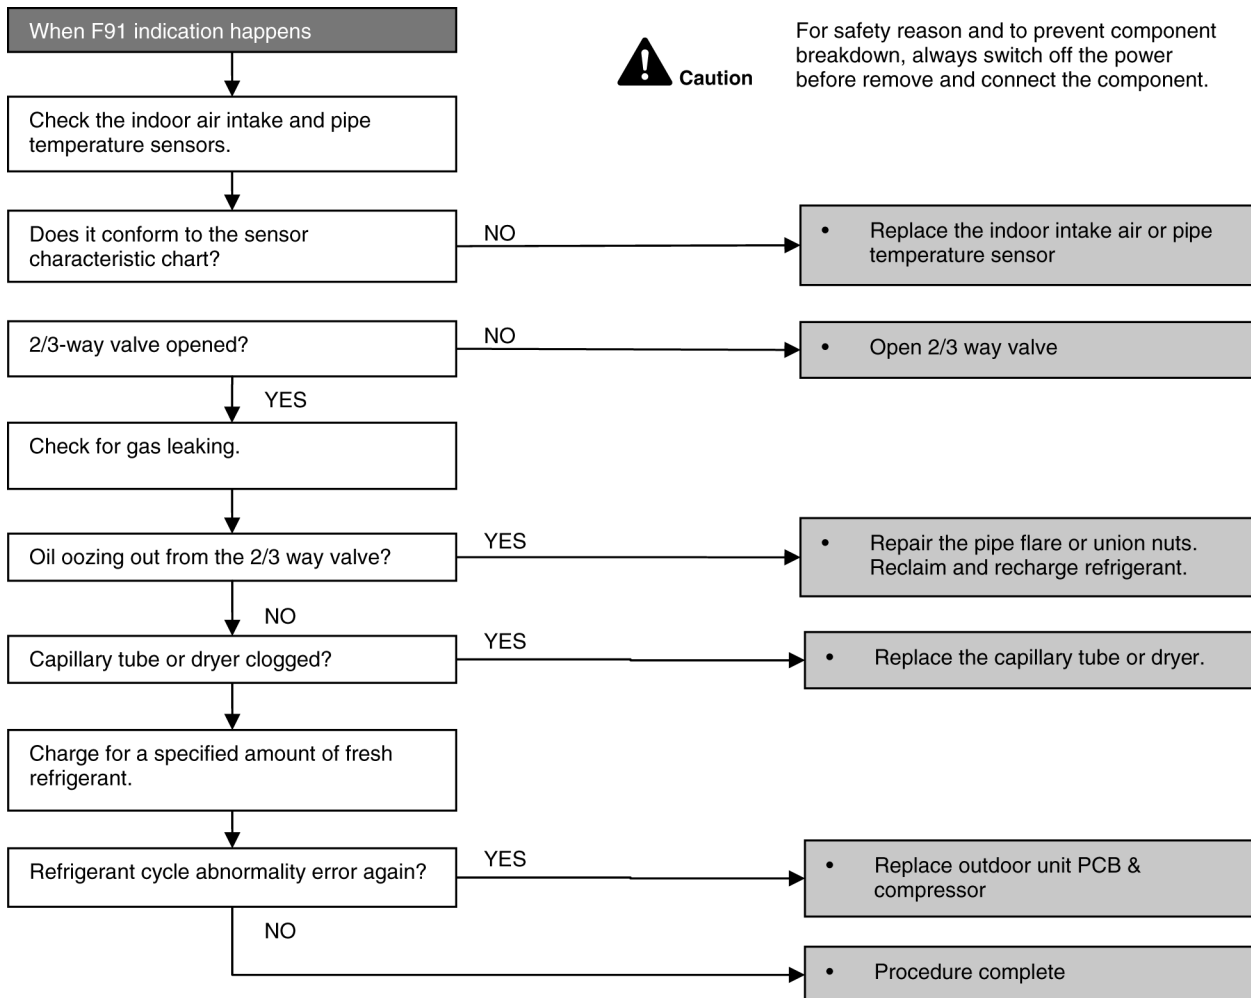 When F91 indication happens
Caution
For safety reason and to prevent component
breakdown, always switch off the power
before remove and connect the component.
Check the indoor air intake and pipe
temperature sensors.
Does it conform to the sensor
characteristic chart?
NO
• Replace the indoor intake air or pipe
temperature sensor
2/3-way valve opened?
NO
• Open 2/3 way valve
YES
Check for gas leaking.
Oil oozing out from the 2/3 way valve?
YES
• Repair the pipe flare or union nuts.
Reclaim and recharge refrigerant.
NO
Capillary tube or dryer clogged?
YES
• Replace the capillary tube or dryer.
Charge for a specified amount of fresh
refrigerant.
Refrigerant cycle abnormality error again?
YES
• Replace outdoor unit PCB &
compressor
NO
• Procedure complete